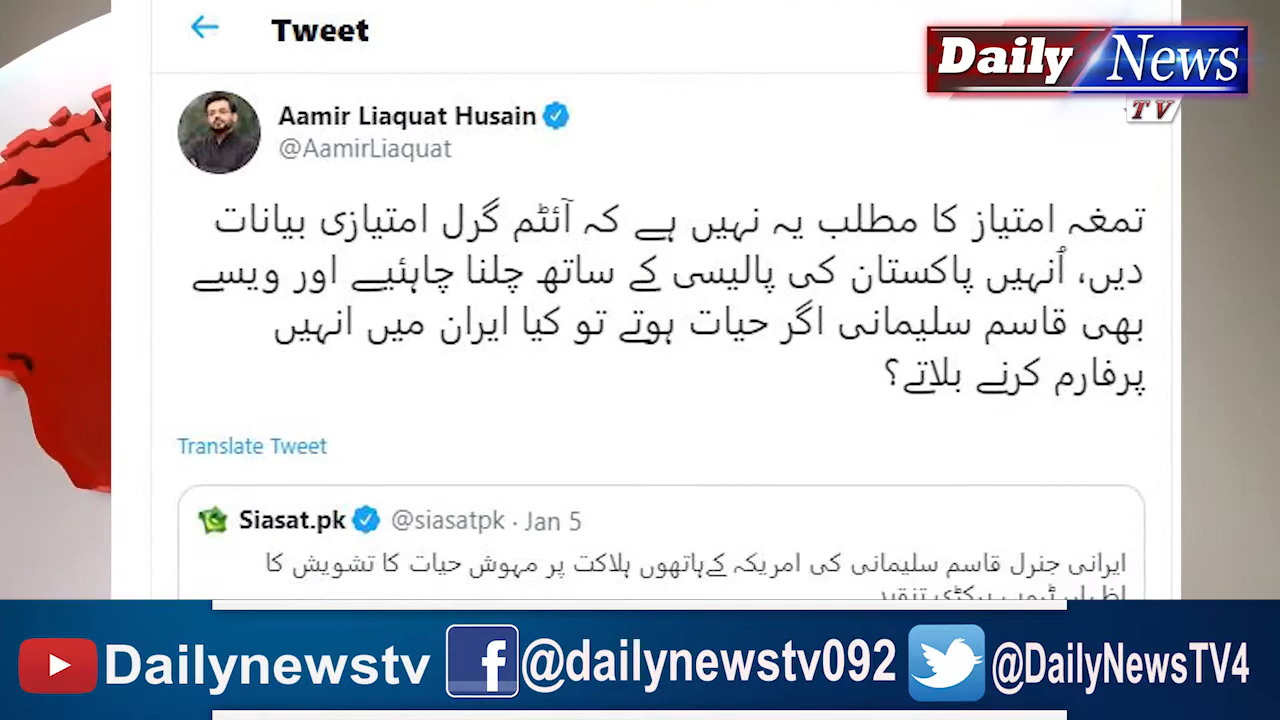 Tweet
Daily News
TV
Aamir Liaquat Husain
@AamirLiaquat
تمغہ امتیاز کا مطلب یہ نہیں ہے کہ آئٹم گرل امتیازی بیانات
دیں، اُنہیں پاکستان کی پالیسی کے ساتھ چلنا چاہئیے اور ویسے
بھی قاسم سلیمانی اگر حیات ہوتے تو کیا ایران میں انہیں
پرفارم کرنے بلاتے؟
Translate Tweet
Siasat.pk @siasatpk · Jan 5
ایرانی جنرل قاسم سلیمانی کی امریکہ کےہاتھوں ہلاکت پر مہوش حیات کا تشویش کا
Dailynewstv
@dailynewstv092
@DailyNewsTV4